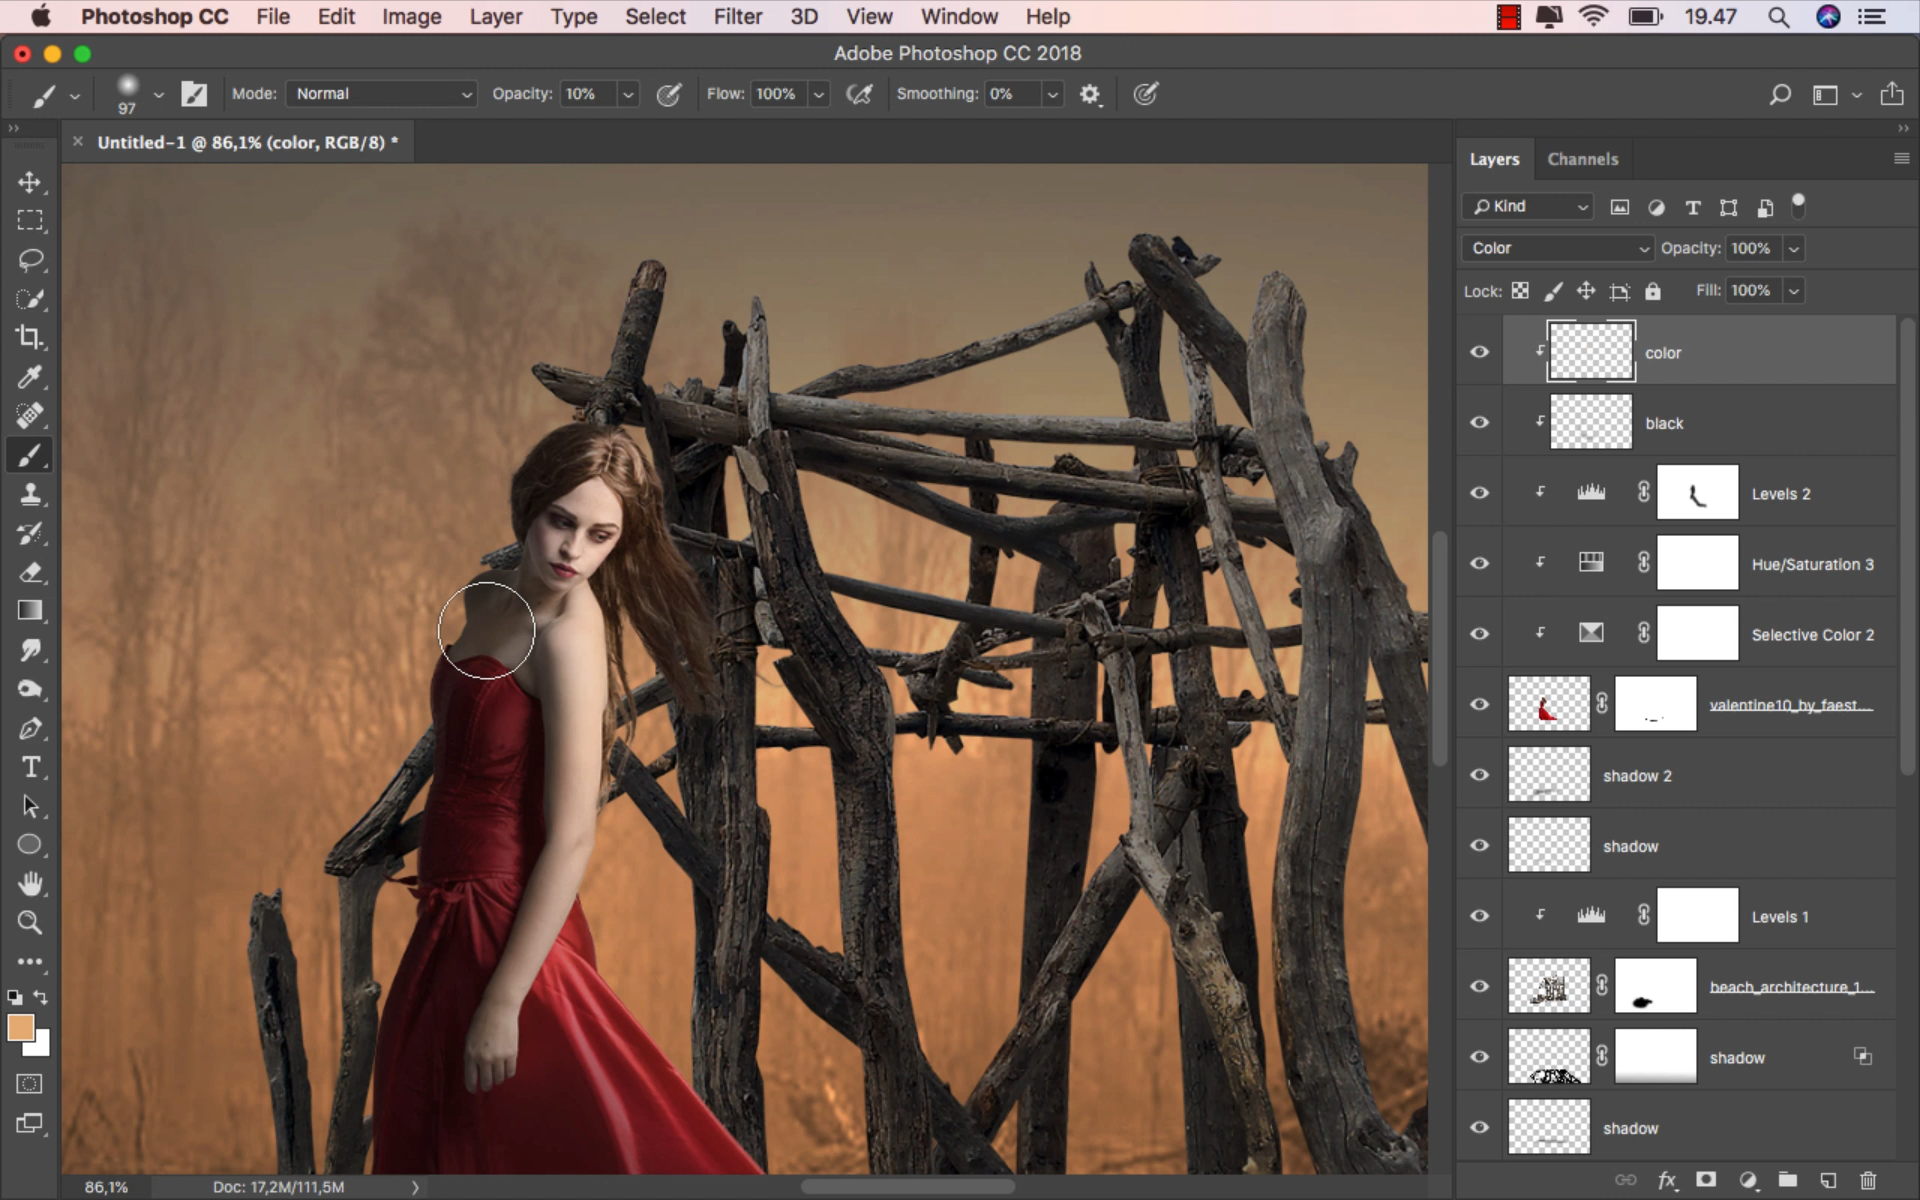 Photoshop CC File Edit Image Layer Type Select Filter 3D View Window Help 19.47
Adobe Photoshop CC 2018
97 Mode: Normal Opacity: 10% Flow: 100% Smoothing: 0%
Untitled-1 @ 86,1% (color, RGB/8) *
Layers Channels
Kind
Color Opacity: 100%
Lock: Fill: 100%
color
black
Levels 2
Hue/Saturation 3
Selective Color 2
valentine10_by_faest...
shadow 2
shadow
Levels 1
beach_architecture_1...
shadow
shadow
86,1% Doc: 17,2M/111,5M